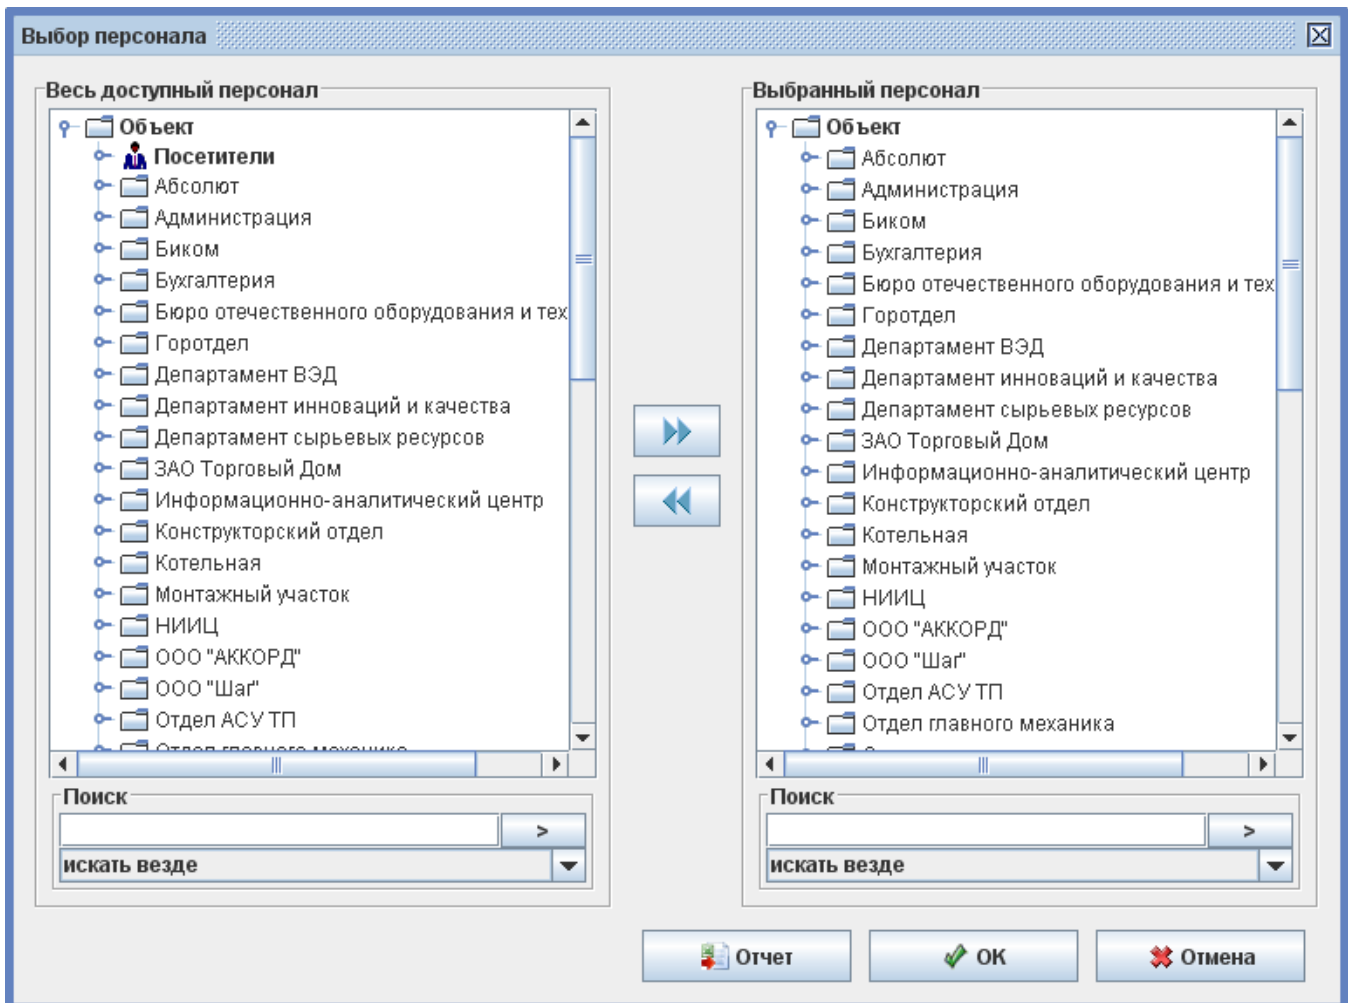 Выбор персонала
Весь доступный персонал
Объект
Посетители
Абсолют
Администрация
Биком
Бухгалтерия
Бюро отечественного оборудования и тех
Горотдел
Департамент ВЭД
Департамент инноваций и качества
Департамент сырьевых ресурсов
ЗАО Торговый Дом
Информационно-аналитический центр
Конструкторский отдел
Котельная
Монтажный участок
НИИЦ
ООО "АККОРД"
ООО "Шаг"
Отдел АСУ ТП
Отдел главного механика
Поиск
>
искать везде
Выбранный персонал
Объект
Абсолют
Администрация
Биком
Бухгалтерия
Бюро отечественного оборудования и тех
Горотдел
Департамент ВЭД
Департамент инноваций и качества
Департамент сырьевых ресурсов
ЗАО Торговый Дом
Информационно-аналитический центр
Конструкторский отдел
Котельная
Монтажный участок
НИИЦ
ООО "АККОРД"
ООО "Шаг"
Отдел АСУ ТП
Отдел главного механика
Поиск
>
искать везде
Отчет
ОК
Отмена